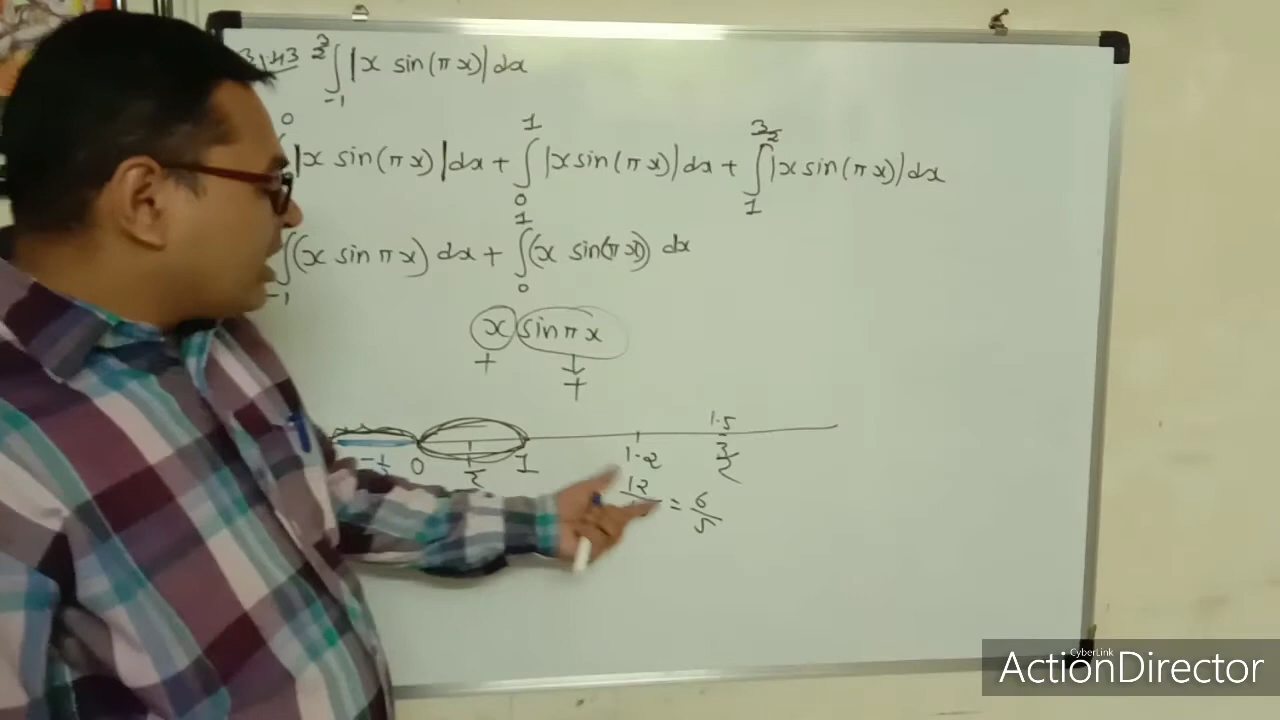 3/2 ∫ -1 |x sin(πx)| dx
0 |x sin(πx)| dx + ∫ 0 1 |x sin(πx)| dx + ∫ 1 3/2 |x sin(πx)| dx
∫ -1 (x sin πx) dx + ∫ 0 1 (x sin(πx)) dx
x sin πx
+ ↓
+
1.5
0 1/2 1 1.2 3/2
12 = 6/5
CyberLink
ActionDirector